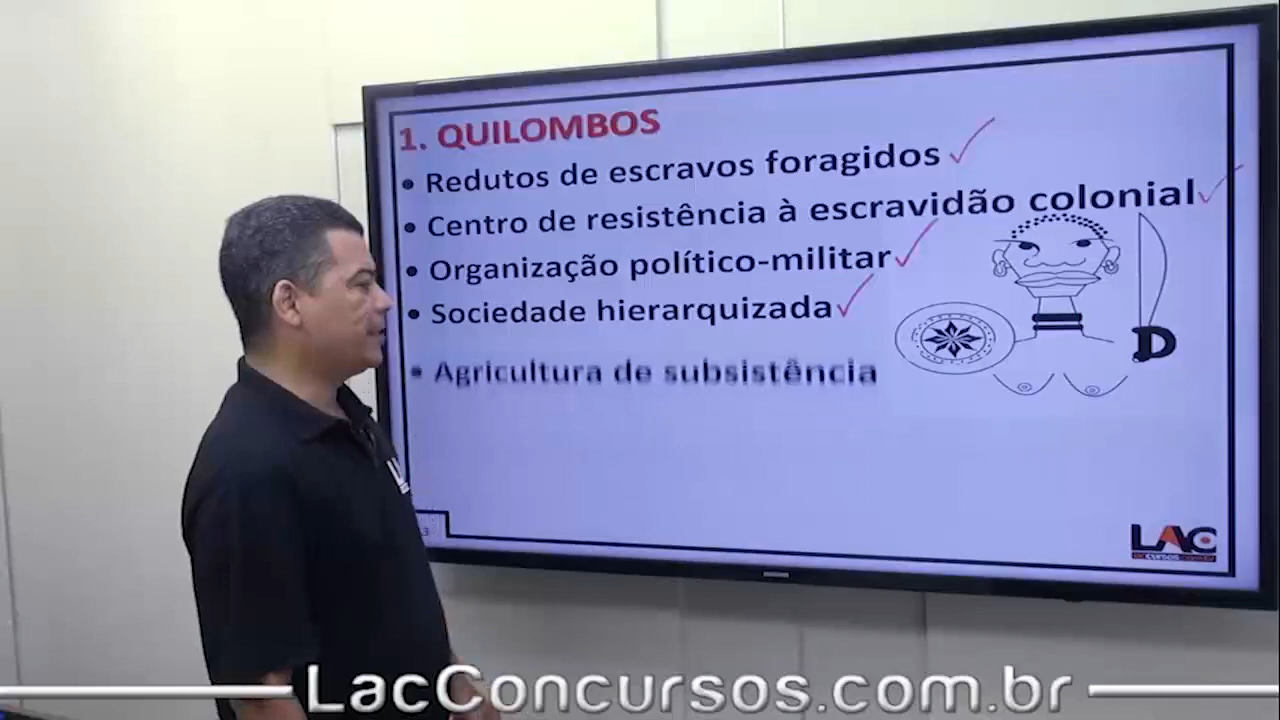 1. QUILOMBOS
• Redutos de escravos foragidos
• Centro de resistência à escravidão colonial
• Organização político-militar
• Sociedade hierarquizada
• Agricultura de subsistência
LAC
LacConcursos.com.br